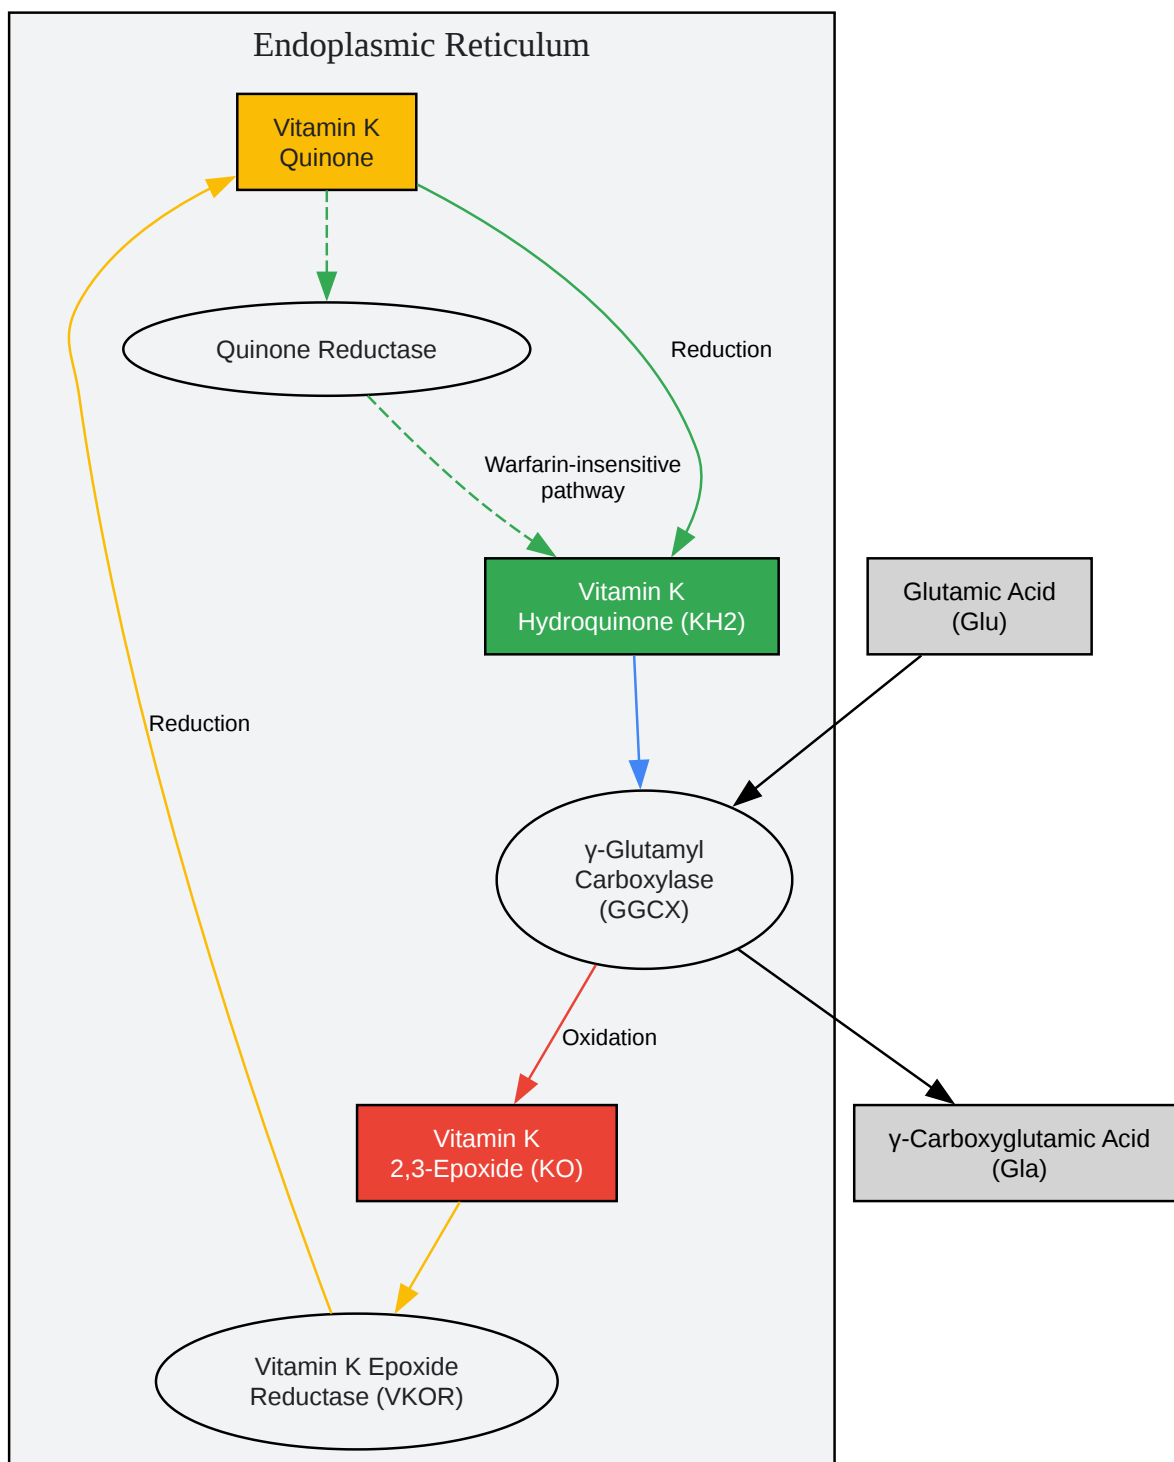 Endoplasmic Reticulum
Vitamin K
Quinone
Quinone Reductase
Reduction
Warfarin-insensitive
pathway
Vitamin K
Hydroquinone (KH2)
Glutamic Acid
(Glu)
Reduction
γ-Glutamyl
Carboxylase
(GGCX)
Oxidation
Vitamin K
2,3-Epoxide (KO)
γ-Carboxyglutamic Acid
(Gla)
Vitamin K Epoxide
Reductase (VKOR)